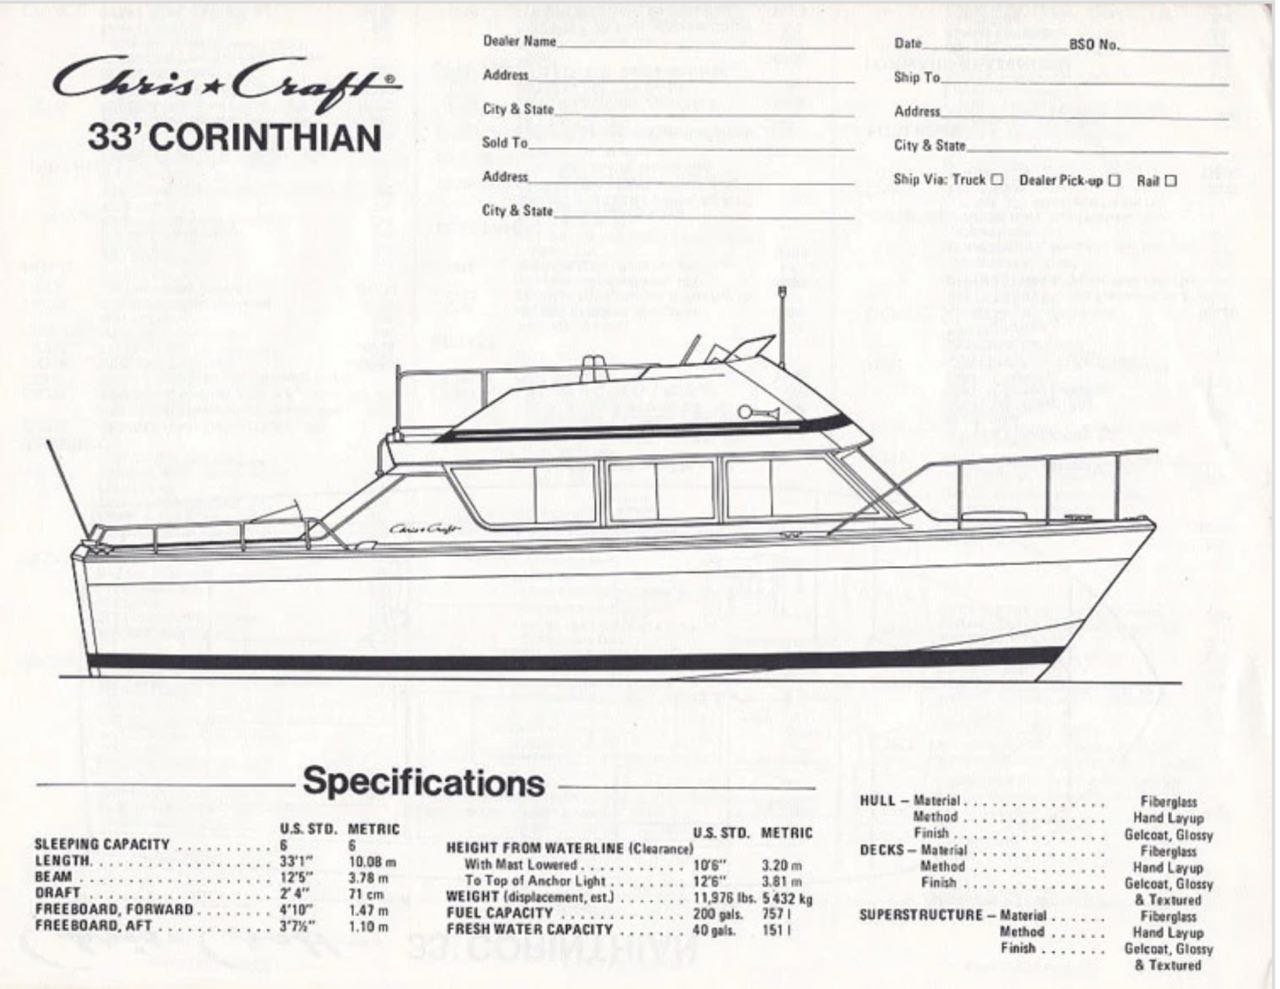 Chris★Craft®
33' CORINTHIAN
Dealer Name
Address
City & State
Sold To
Address
City & State
Date BSO No.
Ship To
Address
City & State
Ship Via: Truck □ Dealer Pick-up □ Rail □
Chris★Craft
Specifications
U.S. STD. METRIC
SLEEPING CAPACITY . . . . . . . . . . 6 6
LENGTH. . . . . . . . . . . . . . . . . . . 33'1" 10.08 m
BEAM . . . . . . . . . . . . . . . . . . . . 12'5" 3.78 m
DRAFT . . . . . . . . . . . . . . . . . . . 2' 4" 71 cm
FREEBOARD, FORWARD . . . . . . . . 4'10" 1.47 m
FREEBOARD, AFT . . . . . . . . . . . . 3'7½" 1.10 m
U.S. STD. METRIC
HEIGHT FROM WATERLINE (Clearance)
With Mast Lowered . . . . . . . . . . . 10'6" 3.20 m
To Top of Anchor Light . . . . . . . . 12'6" 3.81 m
WEIGHT (displacement, est.) . . . . . . . 11,976 lbs. 5 432 kg
FUEL CAPACITY . . . . . . . . . . . . . 200 gals. 757 l
FRESH WATER CAPACITY . . . . . . . 40 gals. 151 l
HULL – Material . . . . . . . . . . . . . . Fiberglass
Method . . . . . . . . . . . . . . Hand Layup
Finish . . . . . . . . . . . . . . Gelcoat, Glossy
DECKS – Material . . . . . . . . . . . . . Fiberglass
Method . . . . . . . . . . . . . Hand Layup
Finish . . . . . . . . . . . . . Gelcoat, Glossy
& Textured
SUPERSTRUCTURE – Material . . . . . . Fiberglass
Method . . . . . . Hand Layup
Finish . . . . . . . Gelcoat, Glossy
& Textured